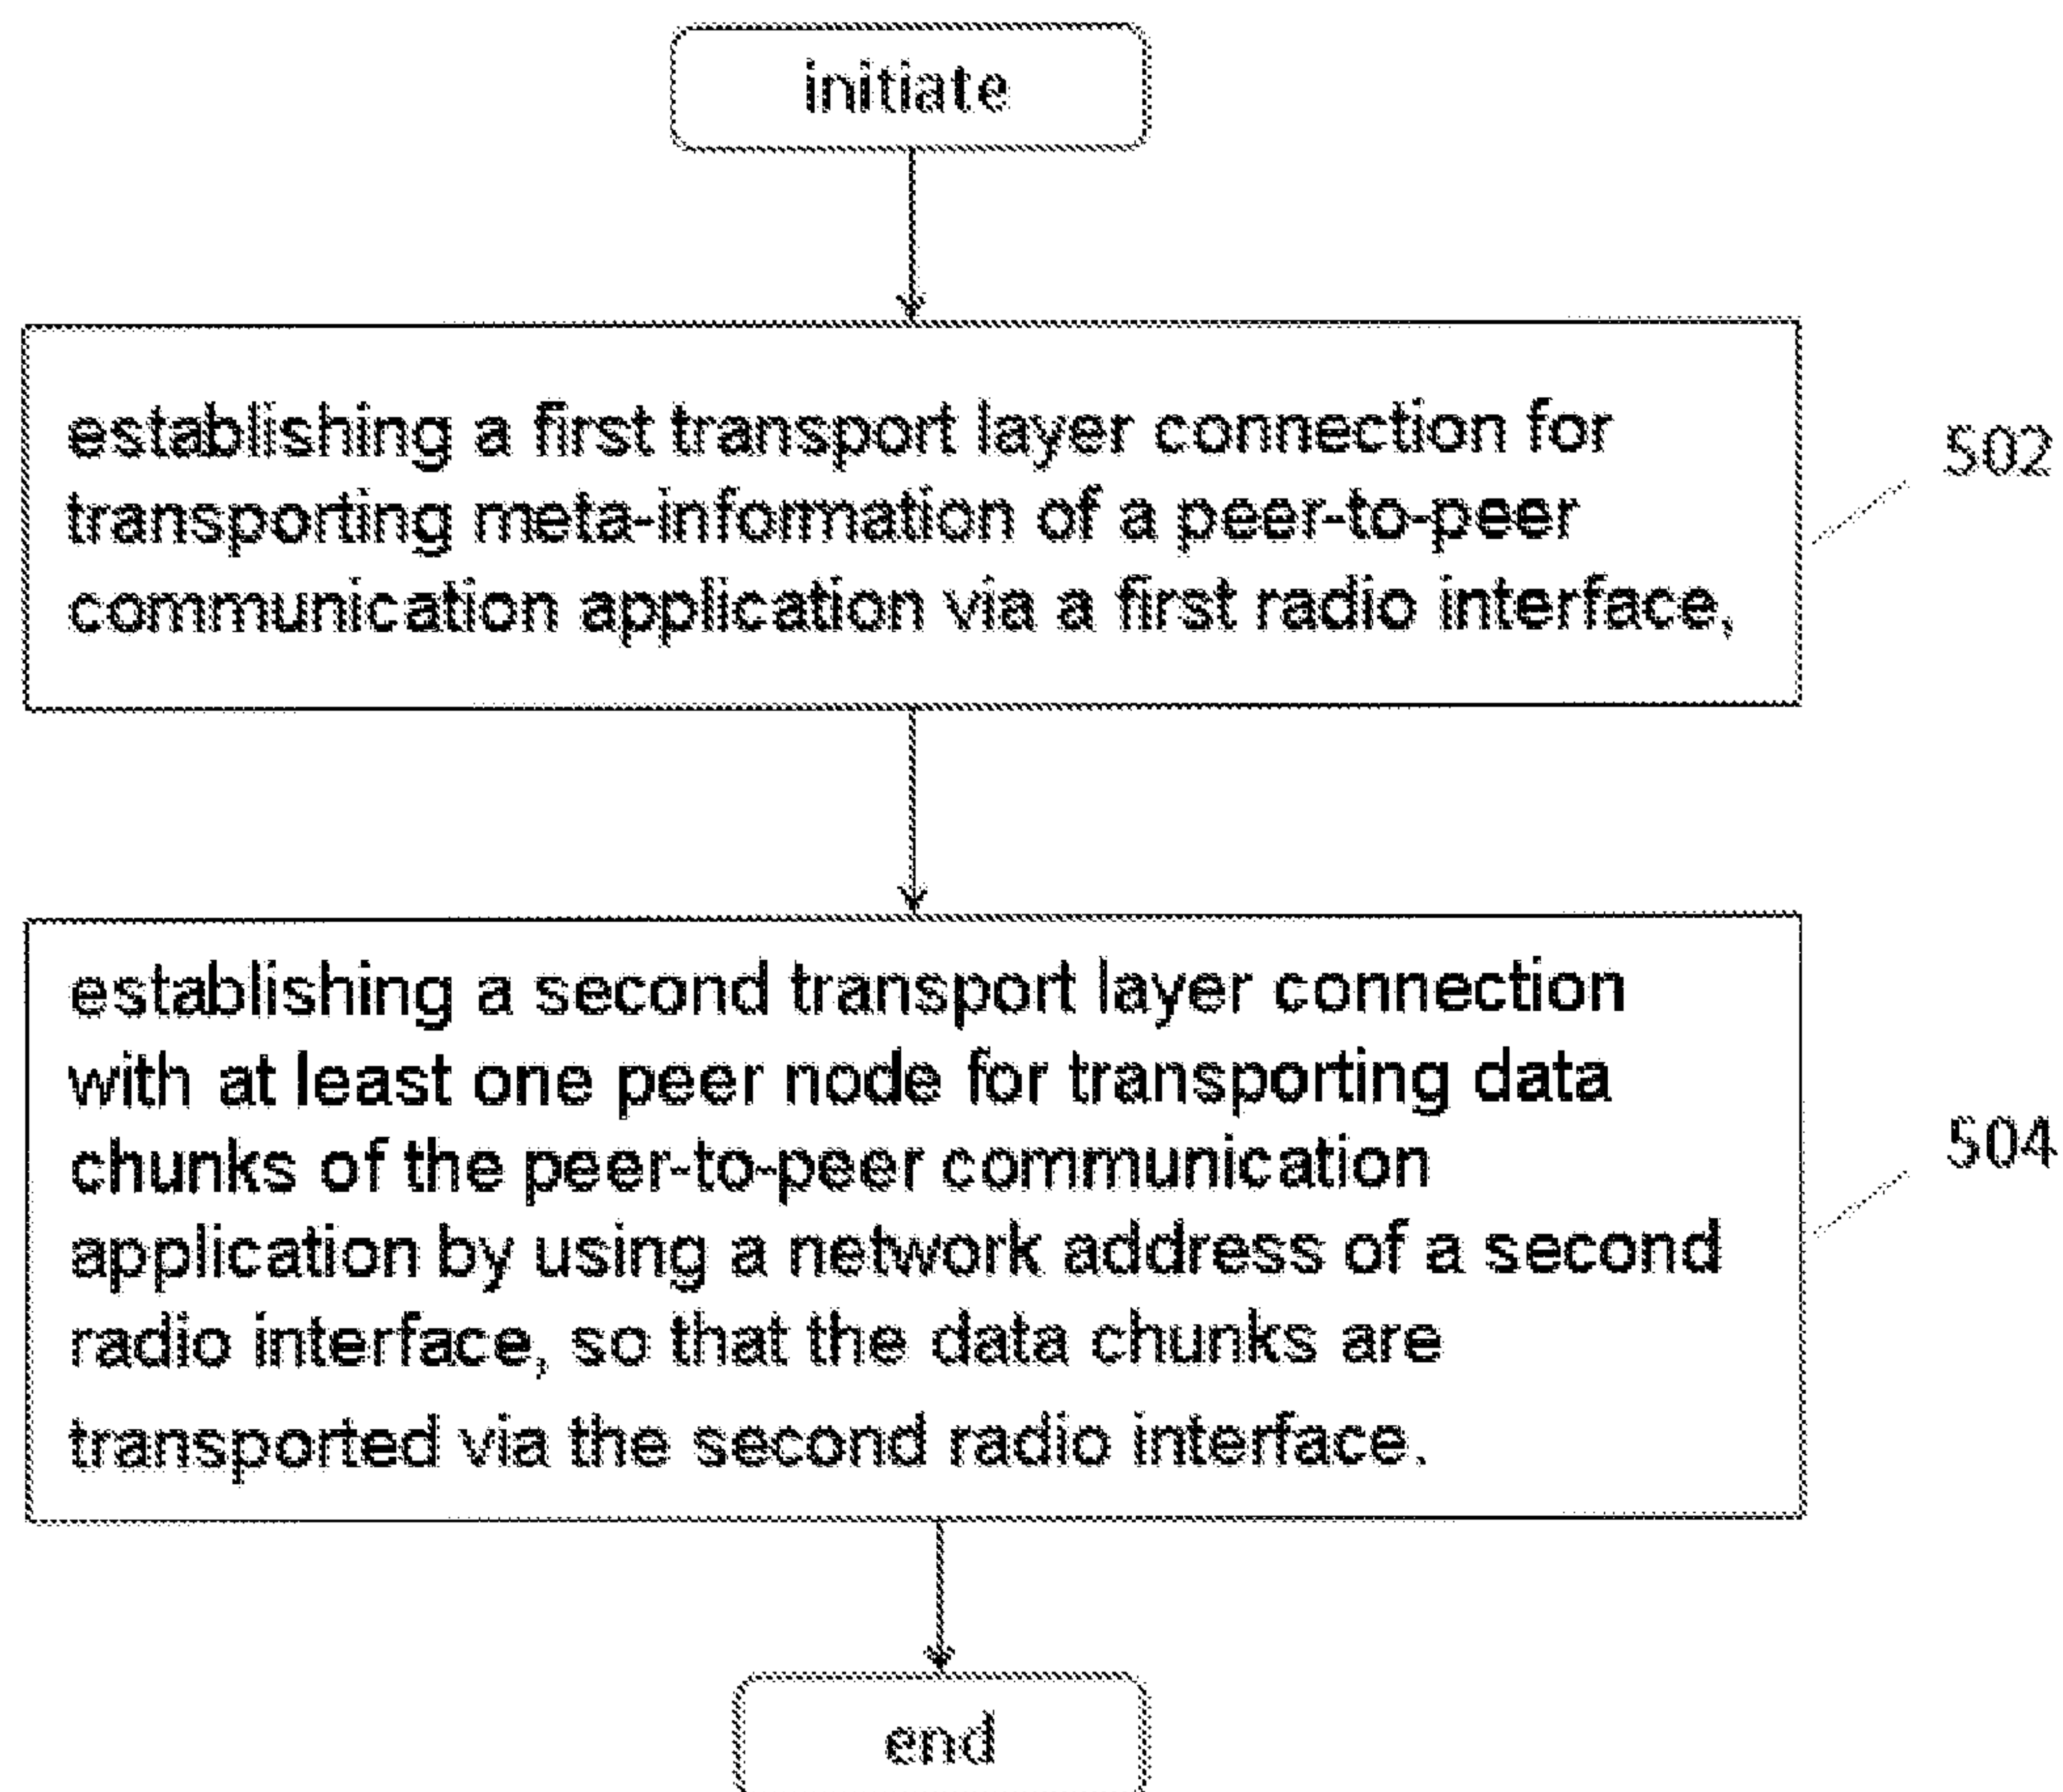 initiate
establishing a first transport layer connection for
transporting meta-information of a peer-to-peer
communication application via a first radio interface,
502
establishing a second transport layer connection
with at least one peer node for transporting data
chunks of the peer-to-peer communication
application by using a network address of a second
radio interface, so that the data chunks are
transported via the second radio interface.
504
end